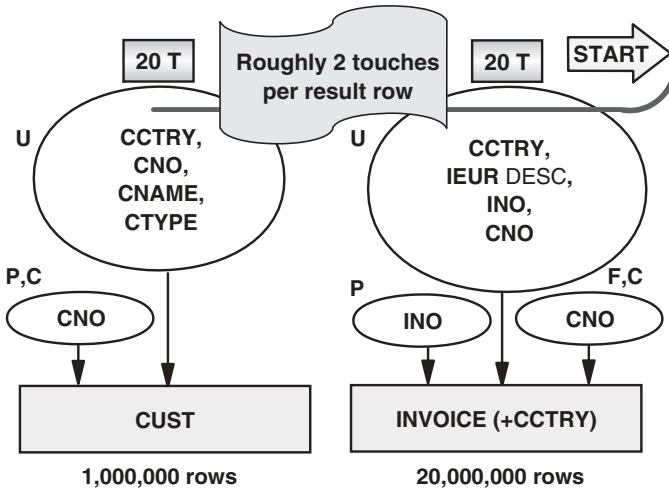 20 T
Roughly 2 touches
per result row
20 T
START
U
CCTRY,
CNO,
CNAME,
CTYPE
U
CCTRY,
IEUR DESC,
INO,
CNO
P,C
CNO
P
INO
F,C
CNO
CUST
INVOICE (+CCTRY)
1,000,000 rows
20,000,000 rows